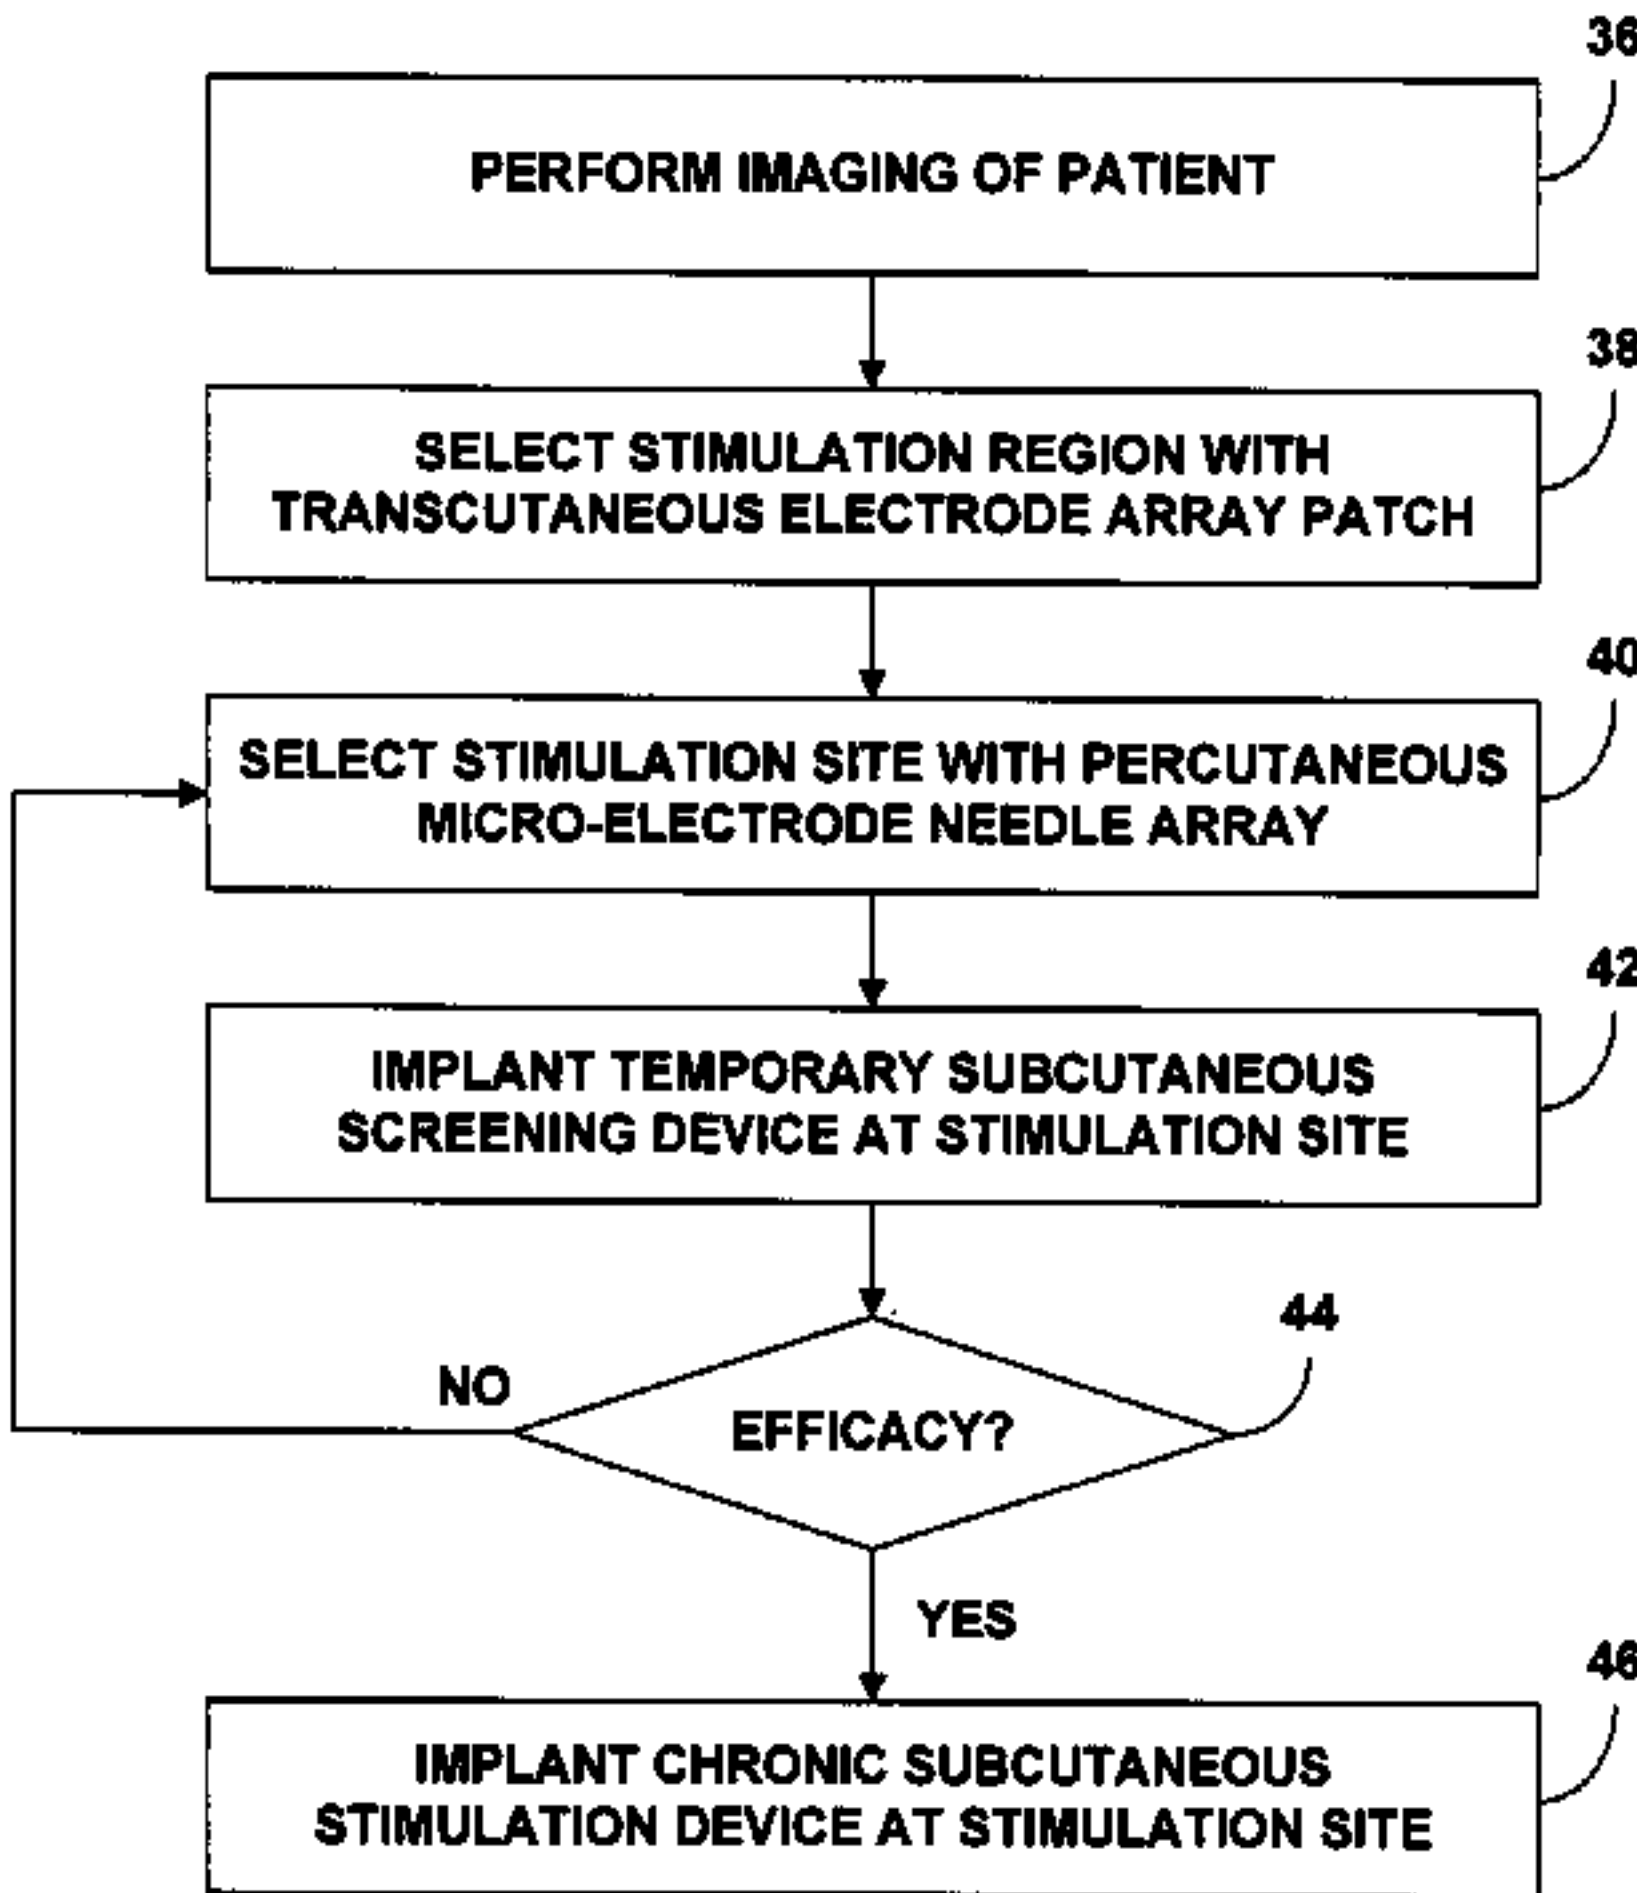 36
PERFORM IMAGING OF PATIENT
38
SELECT STIMULATION REGION WITH
TRANSCUTANEOUS ELECTRODE ARRAY PATCH
40
SELECT STIMULATION SITE WITH PERCUTANEOUS
MICRO-ELECTRODE NEEDLE ARRAY
42
IMPLANT TEMPORARY SUBCUTANEOUS
SCREENING DEVICE AT STIMULATION SITE
44
NO
EFFICACY?
YES
46
IMPLANT CHRONIC SUBCUTANEOUS
STIMULATION DEVICE AT STIMULATION SITE